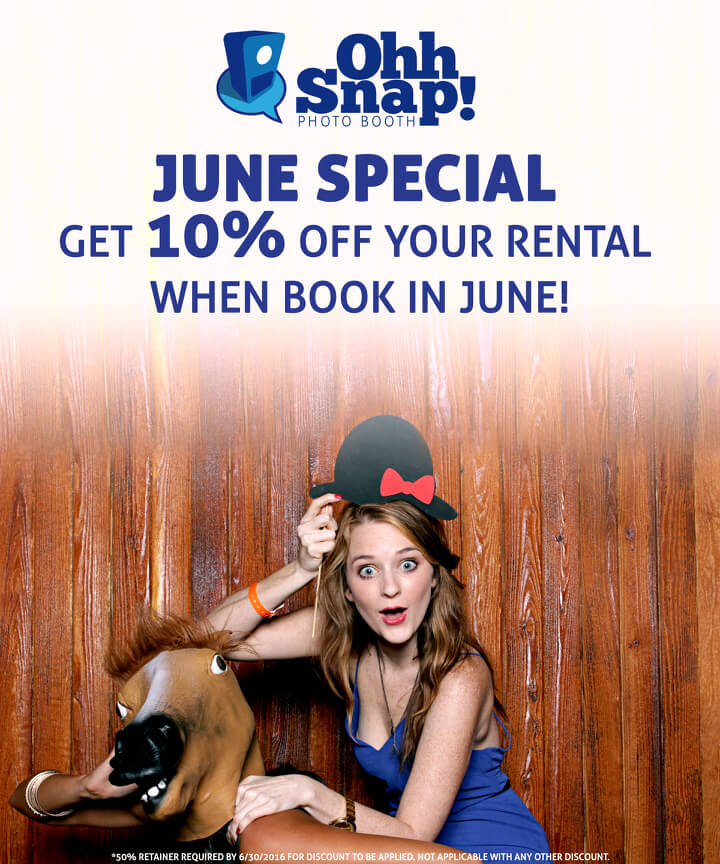 Ohh
Snap!
PHOTO BOOTH
JUNE SPECIAL
GET 10% OFF YOUR RENTAL
WHEN BOOK IN JUNE!
*50% RETAINER REQUIRED BY 6/30/2016 FOR DISCOUNT TO BE APPLIED. NOT APPLICABLE WITH ANY OTHER DISCOUNT.